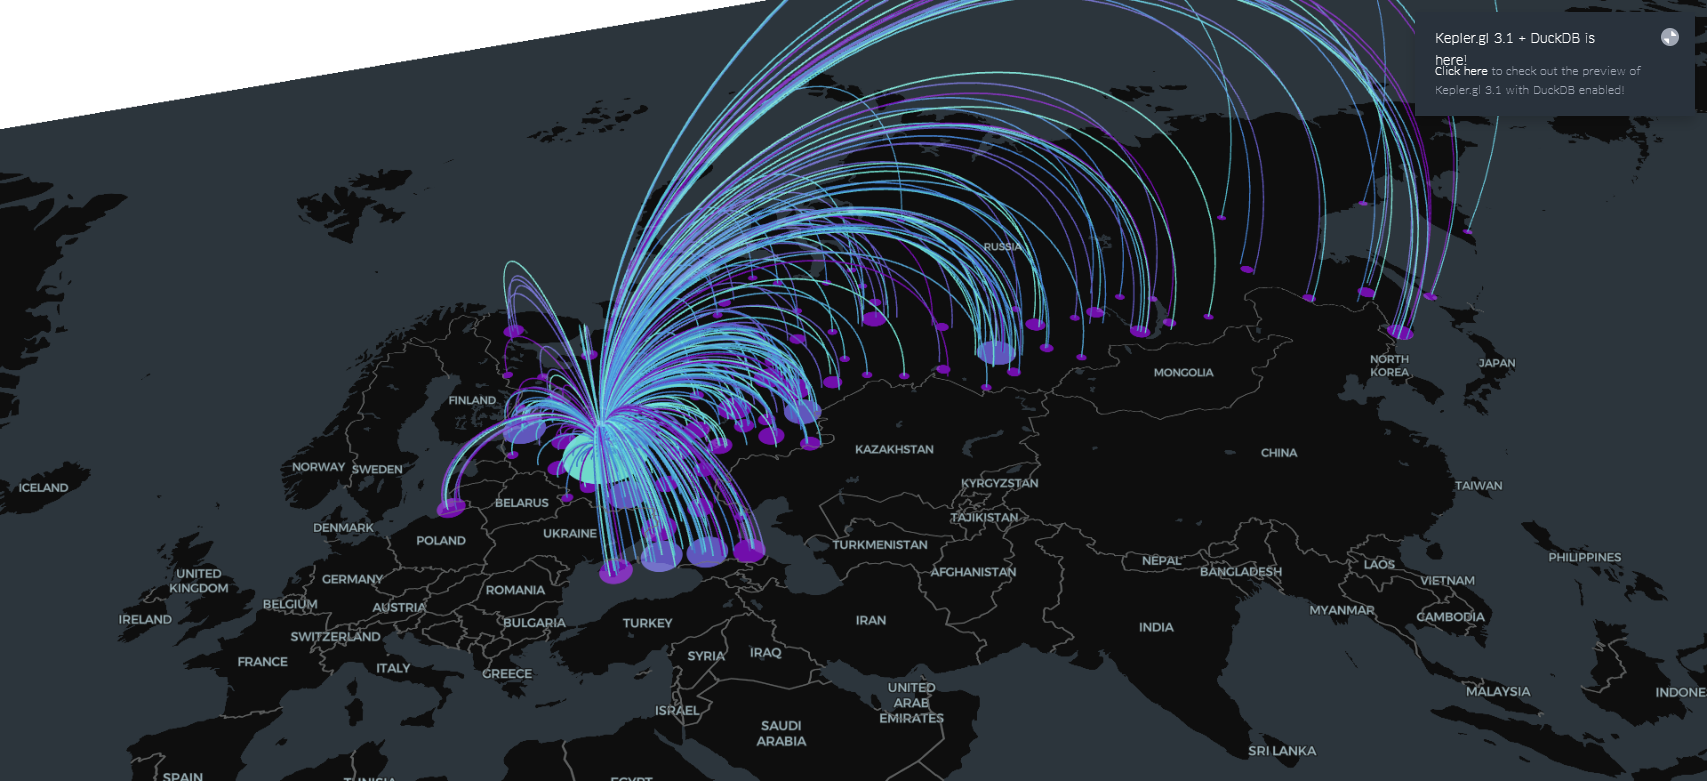 Kepler.gl 3.1 + DuckDB is
here!
Click here to check out the preview of
Kepler.gl 3.1 with DuckDB enabled!
RUSSIA
NORTH
KOREA
JAPAN
MONGOLIA
FINLAND
KAZAKHSTAN
CHINA
NORWAY
SWEDEN
ICELAND
KYRGYZSTAN
TAIWAN
BELARUS
TAJIKISTAN
DENMARK
UKRAINE
POLAND
TURKMENISTAN
PHILIPPINES
NEPAL
LAOS
UNITED
KINGDOM
GERMANY
AFGHANISTAN
BANGLADESH
VIETNAM
ROMANIA
BELGIUM
AUSTRIA
MYANMAR
CAMBODIA
IRELAND
BULGARIA
TURKEY
IRAN
INDIA
SWITZERLAND
FRANCE
ITALY
GREECE
SYRIA
IRAQ
UNITED
ARAB
EMIRATES
MALAYSIA
INDONE
ISRAEL
SAUDI
ARABIA
SRI LANKA
SPAIN
TUNISIA
EGYPT